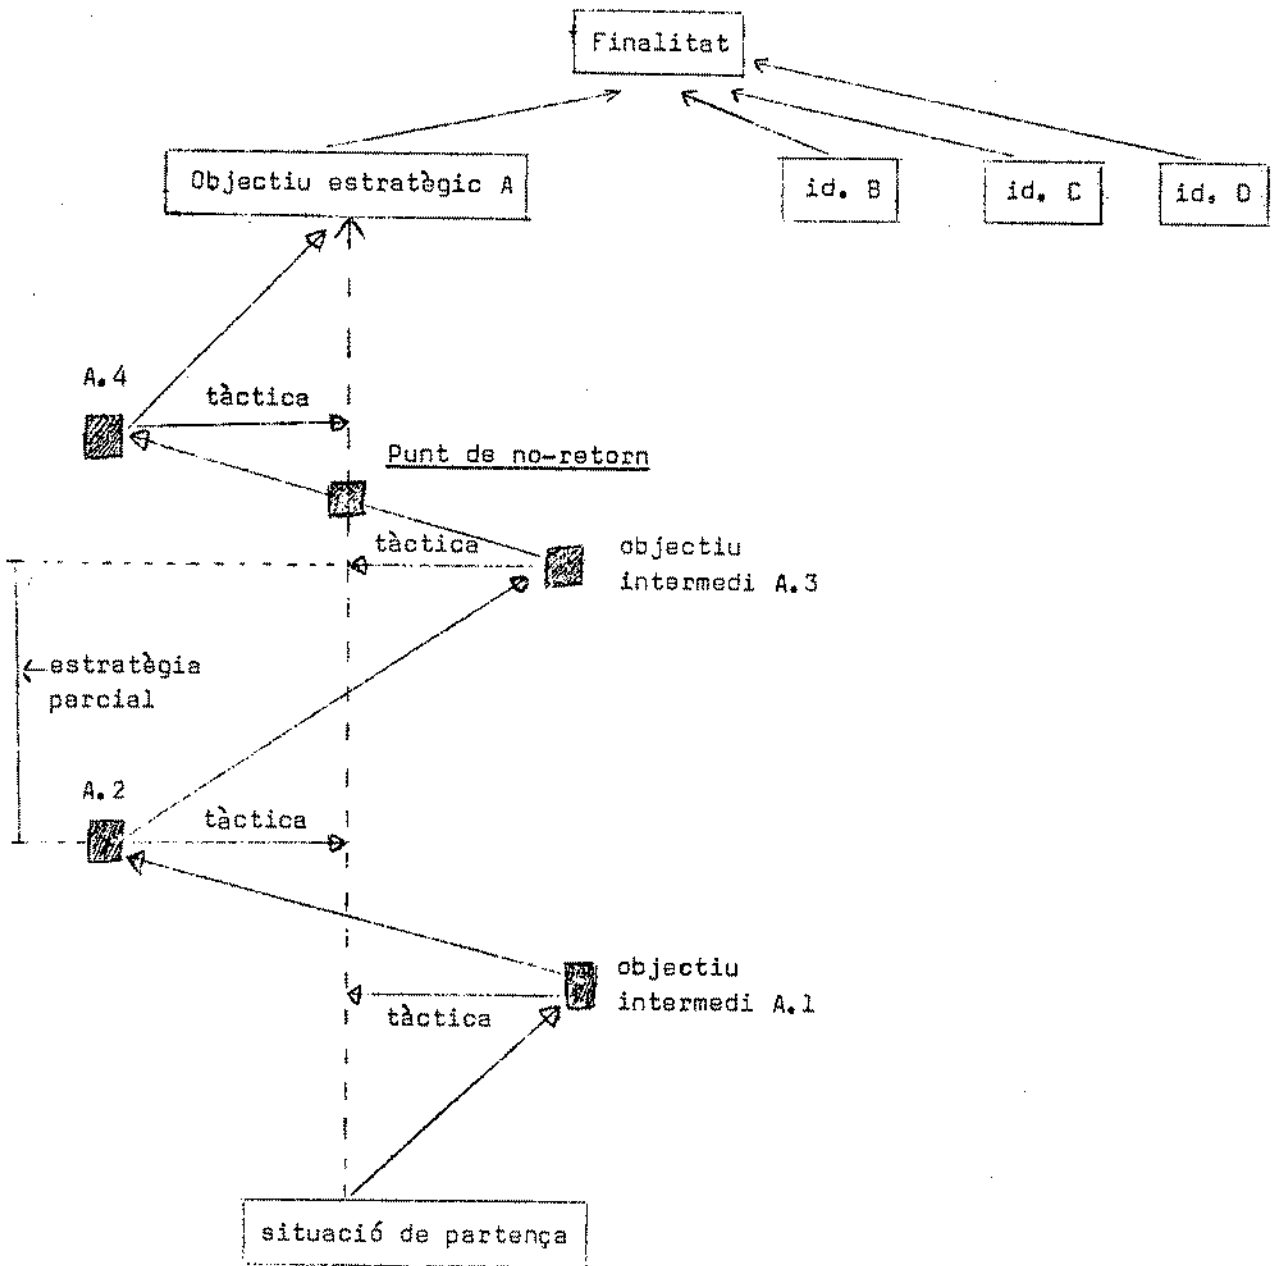 Finalitat
Objectiu estratègic A
id. B
id. C
id. D
A.4
tàctica
Punt de no-retorn
tàctica
objectiu
intermedi A.3
estratègia
parcial
A.2
tàctica
objectiu
intermedi A.1
tàctica
situació de partença